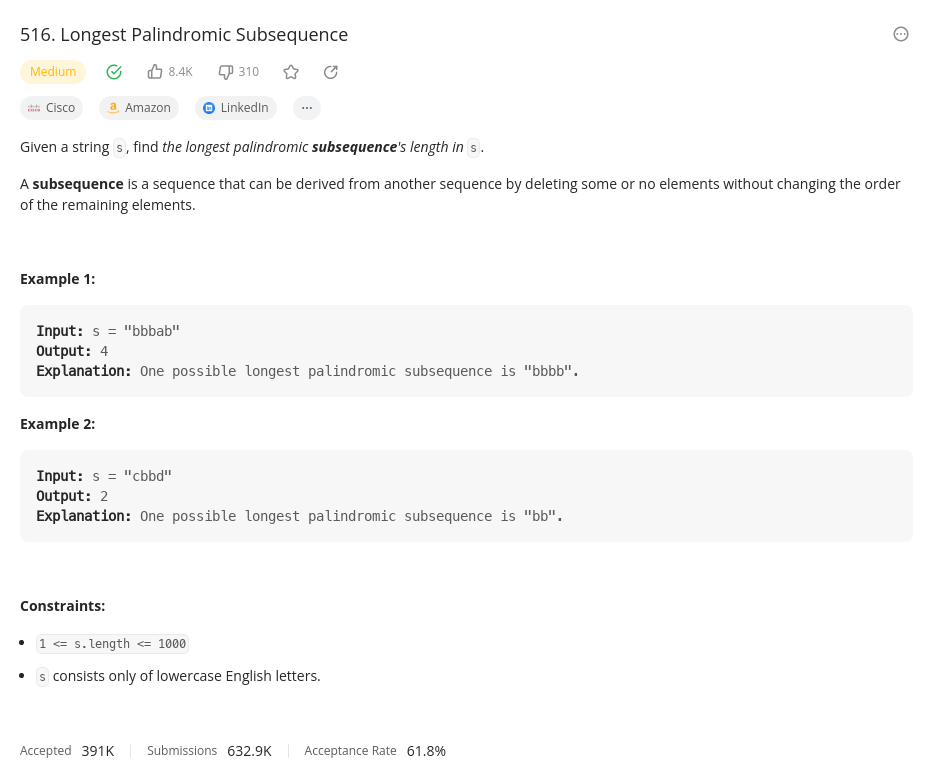 516. Longest Palindromic Subsequence
Medium 8.4K 310
Cisco Amazon LinkedIn ...
Given a string s, find the longest palindromic subsequence's length in s.
A subsequence is a sequence that can be derived from another sequence by deleting some or no elements without changing the order
of the remaining elements.
Example 1:
Input: s = "bbbab"
Output: 4
Explanation: One possible longest palindromic subsequence is "bbbb".
Example 2:
Input: s = "cbbd"
Output: 2
Explanation: One possible longest palindromic subsequence is "bb".
Constraints:
• 1 <= s.length <= 1000
• s consists only of lowercase English letters.
Accepted 391K Submissions 632.9K Acceptance Rate 61.8%